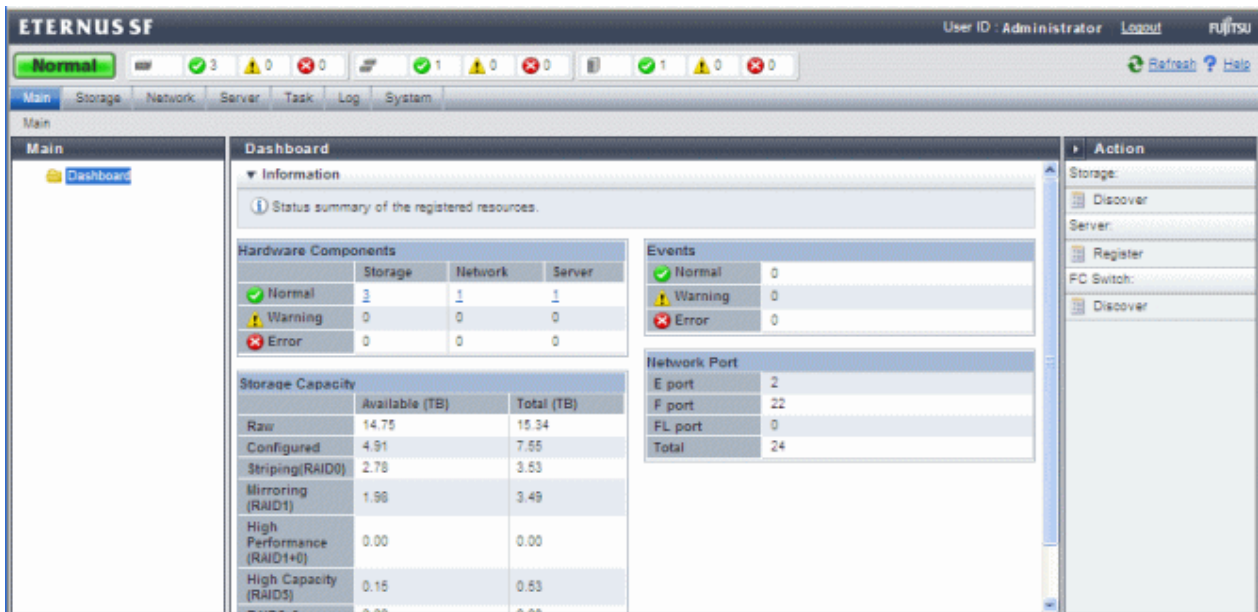 ETERNUS SF User ID : Administrator Logout FUJITSU
Normal 3 0 0 1 0 0 1 0 0 Refresh ? Help
Main Storage Network Server Task Log System
Main
Main
Dashboard
Dashboard
Information
Status summary of the registered resources.
Hardware Components
Storage Network Server
Normal 3 1 1
Warning 0 0 0
Error 0 0 0
Storage Capacity
Available (TB) Total (TB)
Raw 14.75 15.34
Configured 4.91 7.55
Striping(RAID0) 2.78 3.53
Mirroring
(RAID1) 1.98 3.49
High
Performance
(RAID1+0) 0.00 0.00
High Capacity
(RAID5) 0.15 0.53
Events
Normal 0
Warning 0
Error 0
Network Port
E port 2
F port 22
FL port 0
Total 24
Action
Storage:
Discover
Server:
Register
FC Switch:
Discover